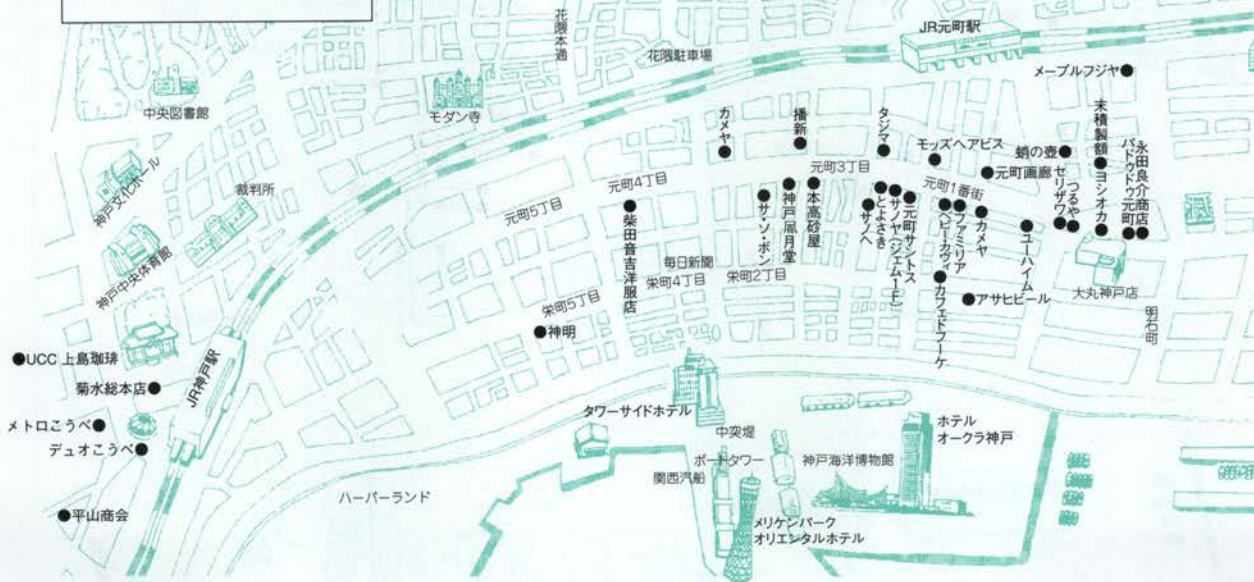 花隈本通
JR元町駅
花隈駐車場
メープルフジヤ
中央図書館
モダン寺
カメヤ
播新
タジマ
モッズヘアビス
蛸の壺
末積製額
元町3丁目
元町画廊
ヨシオカ
永田良介商店
パドゥドゥ元町
神戸文化ホール
裁判所
元町4丁目
元町1番街
セリザワ
つるや
元町5丁目
柴田音吉洋服店
サ・ソ・ボン
神戸凮月堂
本高砂屋
サノへ
とよさき
サノヤ(ジェム1F)
元町サントス
ベビーカヴィ
ファミリア
カメヤ
ユーハイム
神戸中央体育館
毎日新聞
栄町4丁目
栄町2丁目
大丸神戸店
栄町5丁目
カフェドフーケ
アサヒビール
明石町
神明
UCC 上島珈琲
JR神戸駅
菊水総本店
メトロこうべ
デュオこうべ
タワーサイドホテル
中突堤
ホテル
オークラ神戸
ポートタワー
神戸海洋博物館
関西汽船
ハーバーランド
平山商会
メリケンパーク
オリエンタルホテル